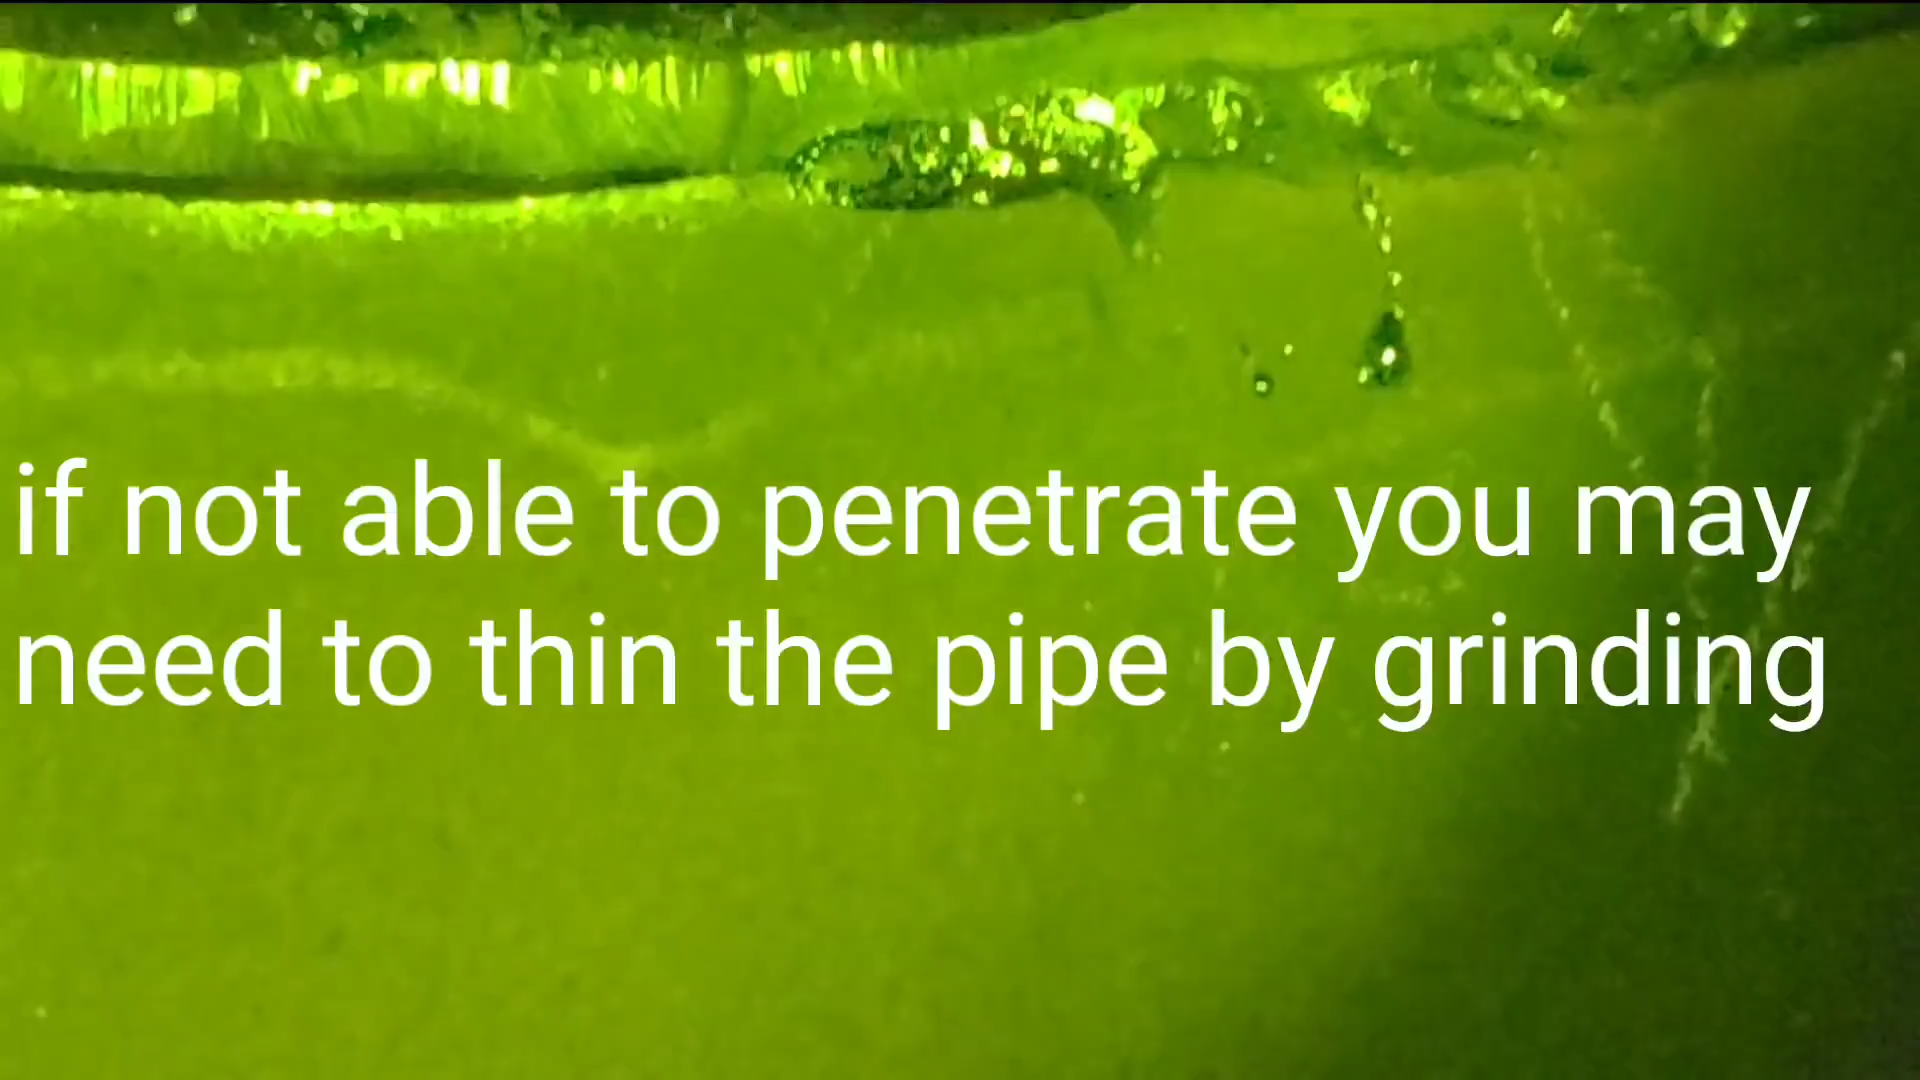 if not able to penetrate you may
need to thin the pipe by grinding